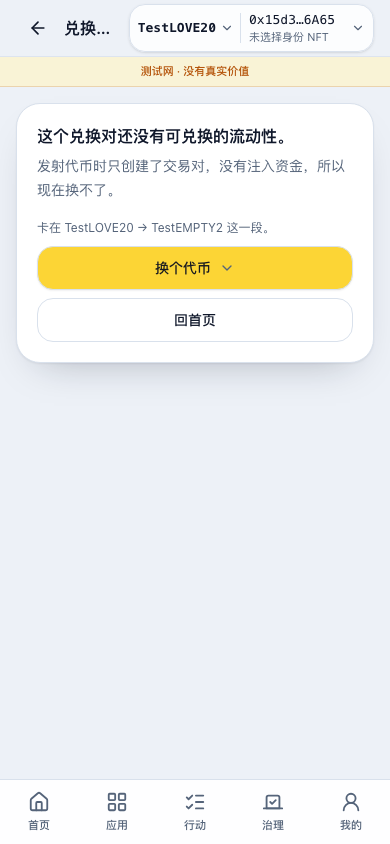 兑换...
TestLOVE20
0x15d3…6A65
未选择身份 NFT
测试网 · 没有真实价值
这个兑换对还没有可兑换的流动性。
发射代币时只创建了交易对，没有注入资金，所以
现在换不了。
卡在 TestLOVE20 → TestEMPTY2 这一段。
换个代币
回首页
首页
应用
行动
治理
我的